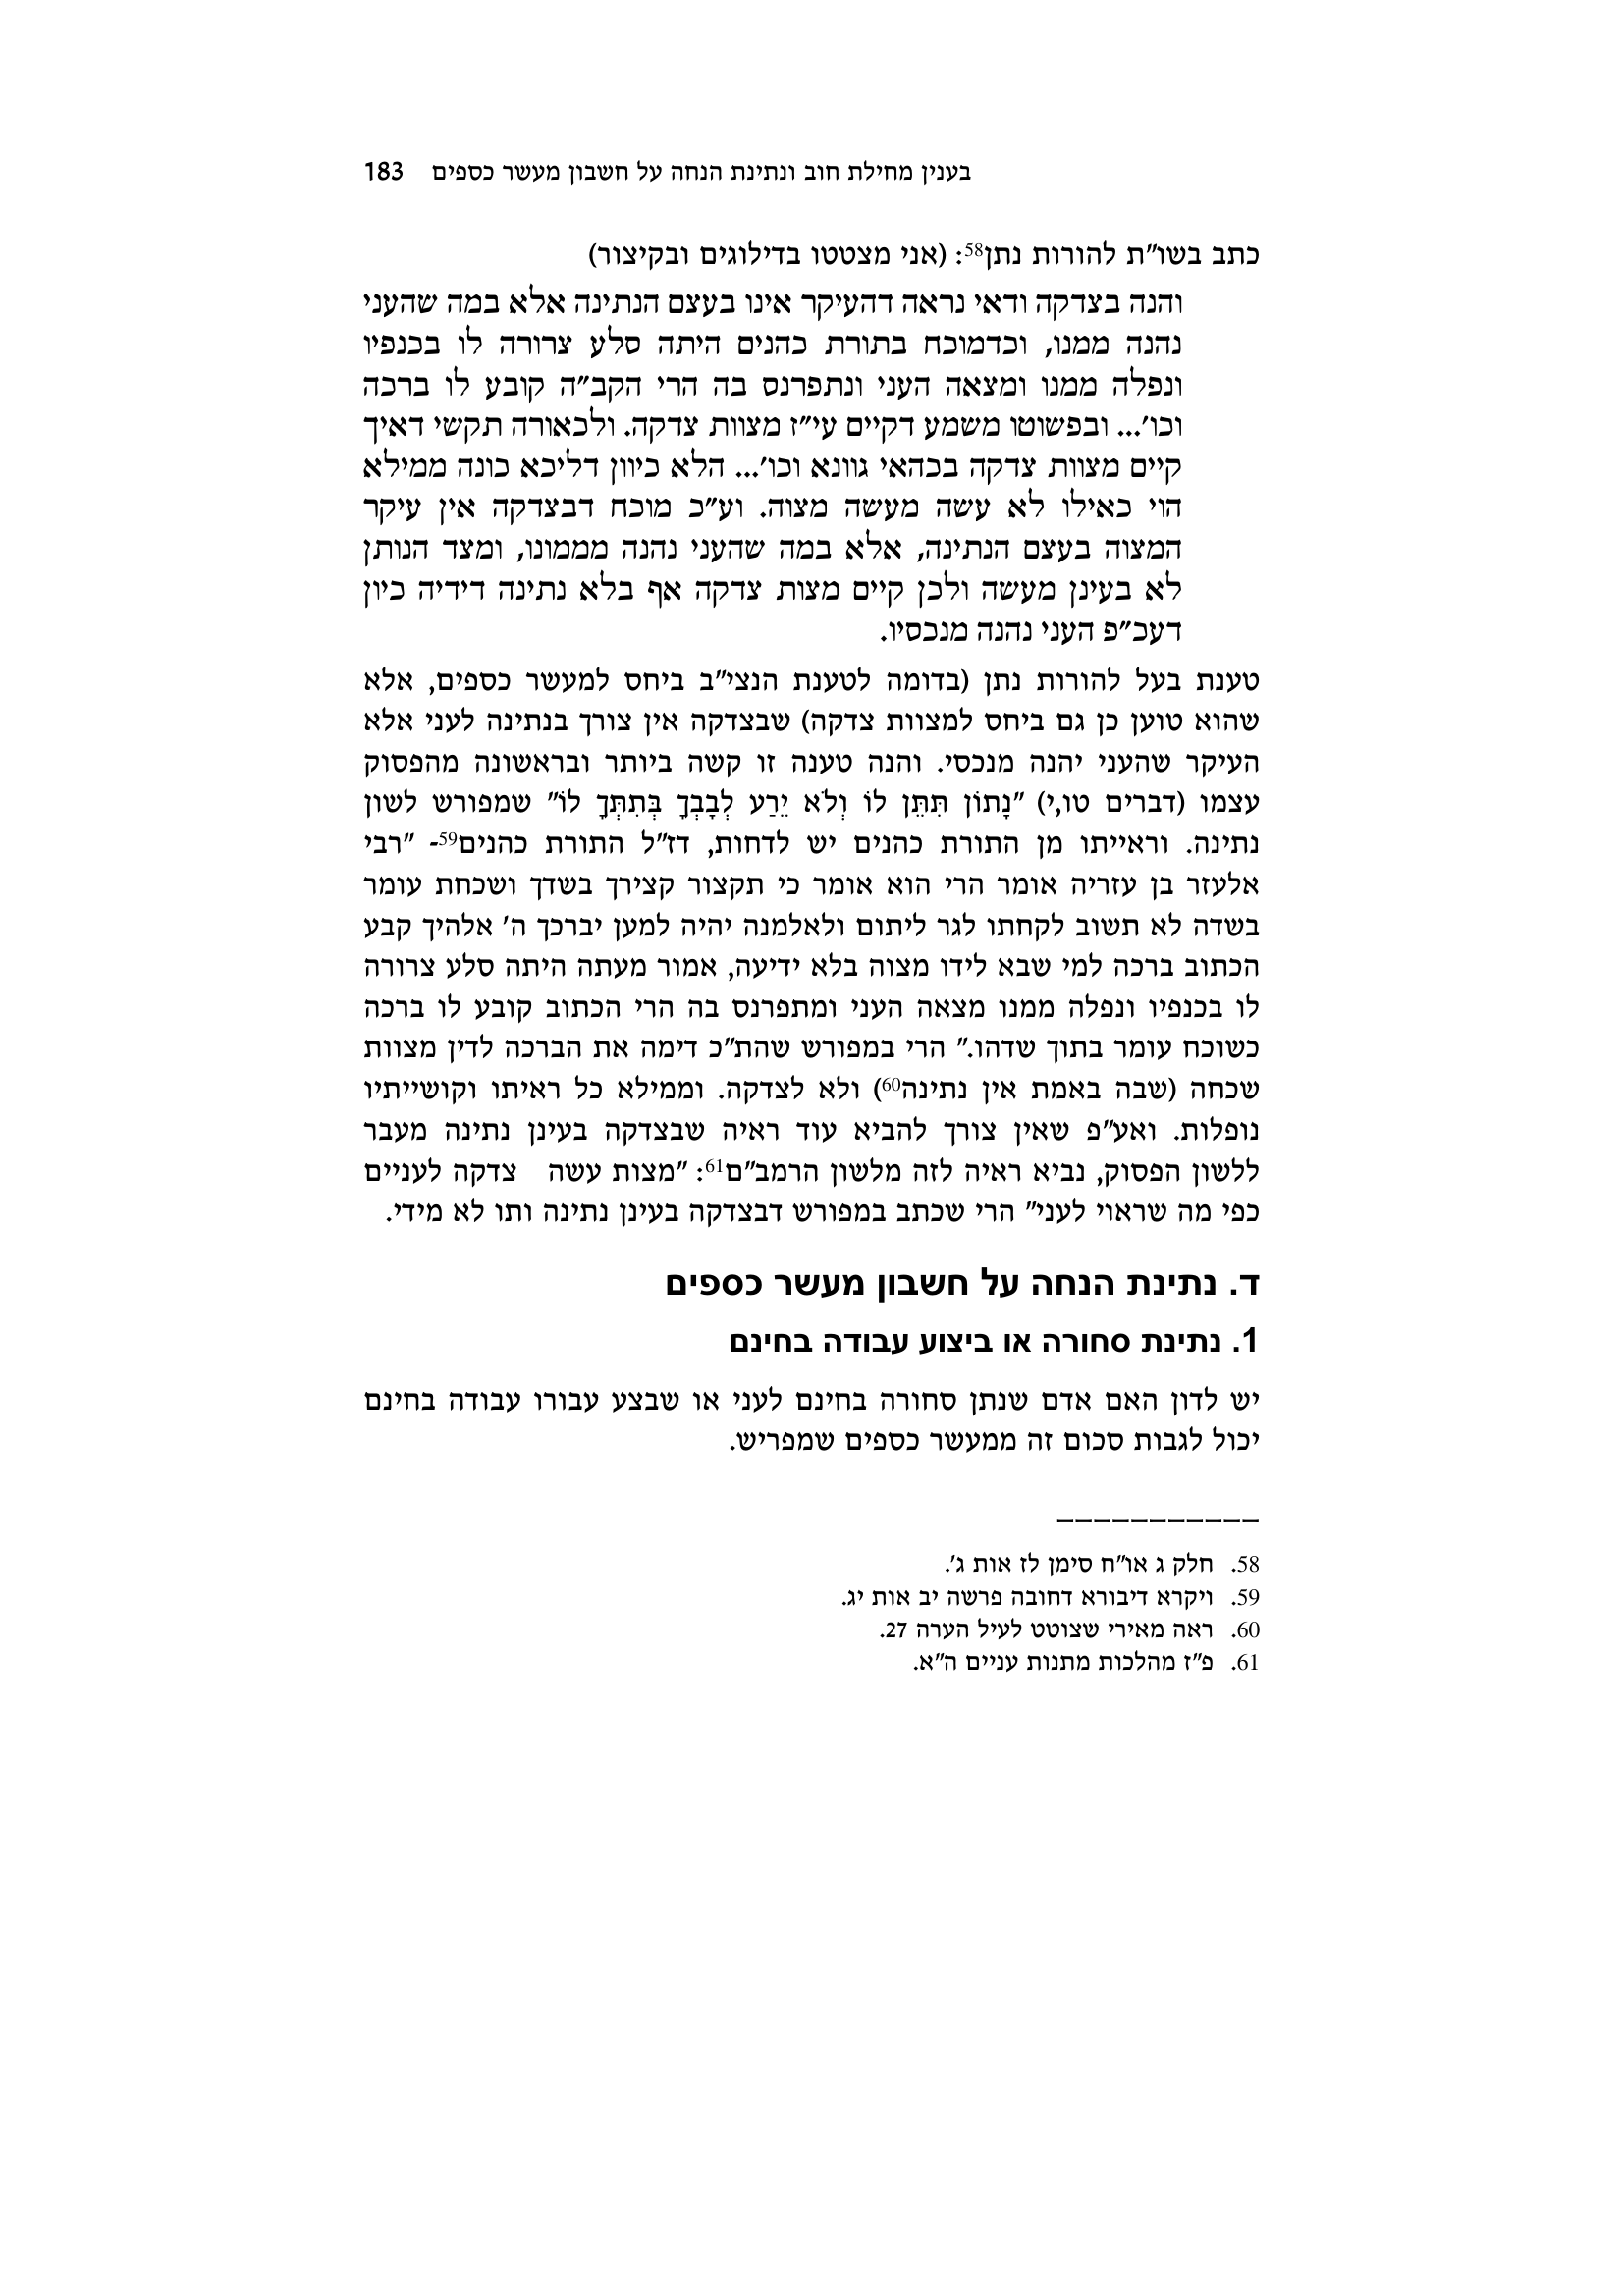 בענין מחילת חוב ונתינת הנחה על חשבון מעשר כספים 183
כתב בשו"ת להורות נתן58: (אני מצטטו בדילוגים ובקיצור)
והנה בצדקה ודאי נראה דהעיקר אינו בעצם הנתינה אלא במה שהעני
נהנה ממנו, וכדמוכח בתורת כהנים היתה סלע צרורה לו בכנפיו
ונפלה ממנו ומצאה העני ונתפרנס בה הרי הקב"ה קובע לו ברכה
וכו'... ובפשוטו משמע דקיים עי"ז מצוות צדקה. ולכאורה תקשי דאיך
קיים מצוות צדקה בכהאי גוונא וכו'... הלא כיוון דליכא כונה ממילא
הוי כאילו לא עשה מעשה מצוה. וע"כ מוכח דבצדקה אין עיקר
המצוה בעצם הנתינה, אלא במה שהעני נהנה מממונו, ומצד הנותן
לא בעינן מעשה ולכן קיים מצות צדקה אף בלא נתינה דידיה כיון
דעכ"פ העני נהנה מנכסיו.
טענת בעל להורות נתן (בדומה לטענת הנצי"ב ביחס למעשר כספים, אלא
שהוא טוען כן גם ביחס למצוות צדקה) שבצדקה אין צורך בנתינה לעני אלא
העיקר שהעני יהנה מנכסי. והנה טענה זו קשה ביותר ובראשונה מהפסוק
עצמו (דברים טו,י) "נָתוֹן תִּתֵּן לוֹ וְלֹא יֵרַע לְבָבְךָ בְּתִתְּךָ לוֹ" שמפורש לשון
נתינה. וראייתו מן התורת כהנים יש לדחות, דז"ל התורת כהנים59- "רבי
אלעזר בן עזריה אומר הרי הוא אומר כי תקצור קצירך בשדך ושכחת עומר
בשדה לא תשוב לקחתו לגר ליתום ולאלמנה יהיה למען יברכך ה' אלהיך קבע
הכתוב ברכה למי שבא לידו מצוה בלא ידיעה, אמור מעתה היתה סלע צרורה
לו בכנפיו ונפלה ממנו מצאה העני ומתפרנס בה הרי הכתוב קובע לו ברכה
כשוכח עומר בתוך שדהו." הרי במפורש שהת"כ דימה את הברכה לדין מצוות
שכחה (שבה באמת אין נתינה60) ולא לצדקה. וממילא כל ראיתו וקושייתיו
נופלות. ואע"פ שאין צורך להביא עוד ראיה שבצדקה בעינן נתינה מעבר
ללשון הפסוק, נביא ראיה לזה מלשון הרמב"ם61: "מצות עשה צדקה לעניים
כפי מה שראוי לעני" הרי שכתב במפורש דבצדקה בעינן נתינה ותו לא מידי.
ד. נתינת הנחה על חשבון מעשר כספים
1. נתינת סחורה או ביצוע עבודה בחינם
יש לדון האם אדם שנתן סחורה בחינם לעני או שבצע עבורו עבודה בחינם
יכול לגבות סכום זה ממעשר כספים שמפריש.
58. חלק ג או"ח סימן לז אות ג'.
59. ויקרא דיבורא דחובה פרשה יב אות יג.
60. ראה מאירי שצוטט לעיל הערה 27.
61. פ"ז מהלכות מתנות עניים ה"א.